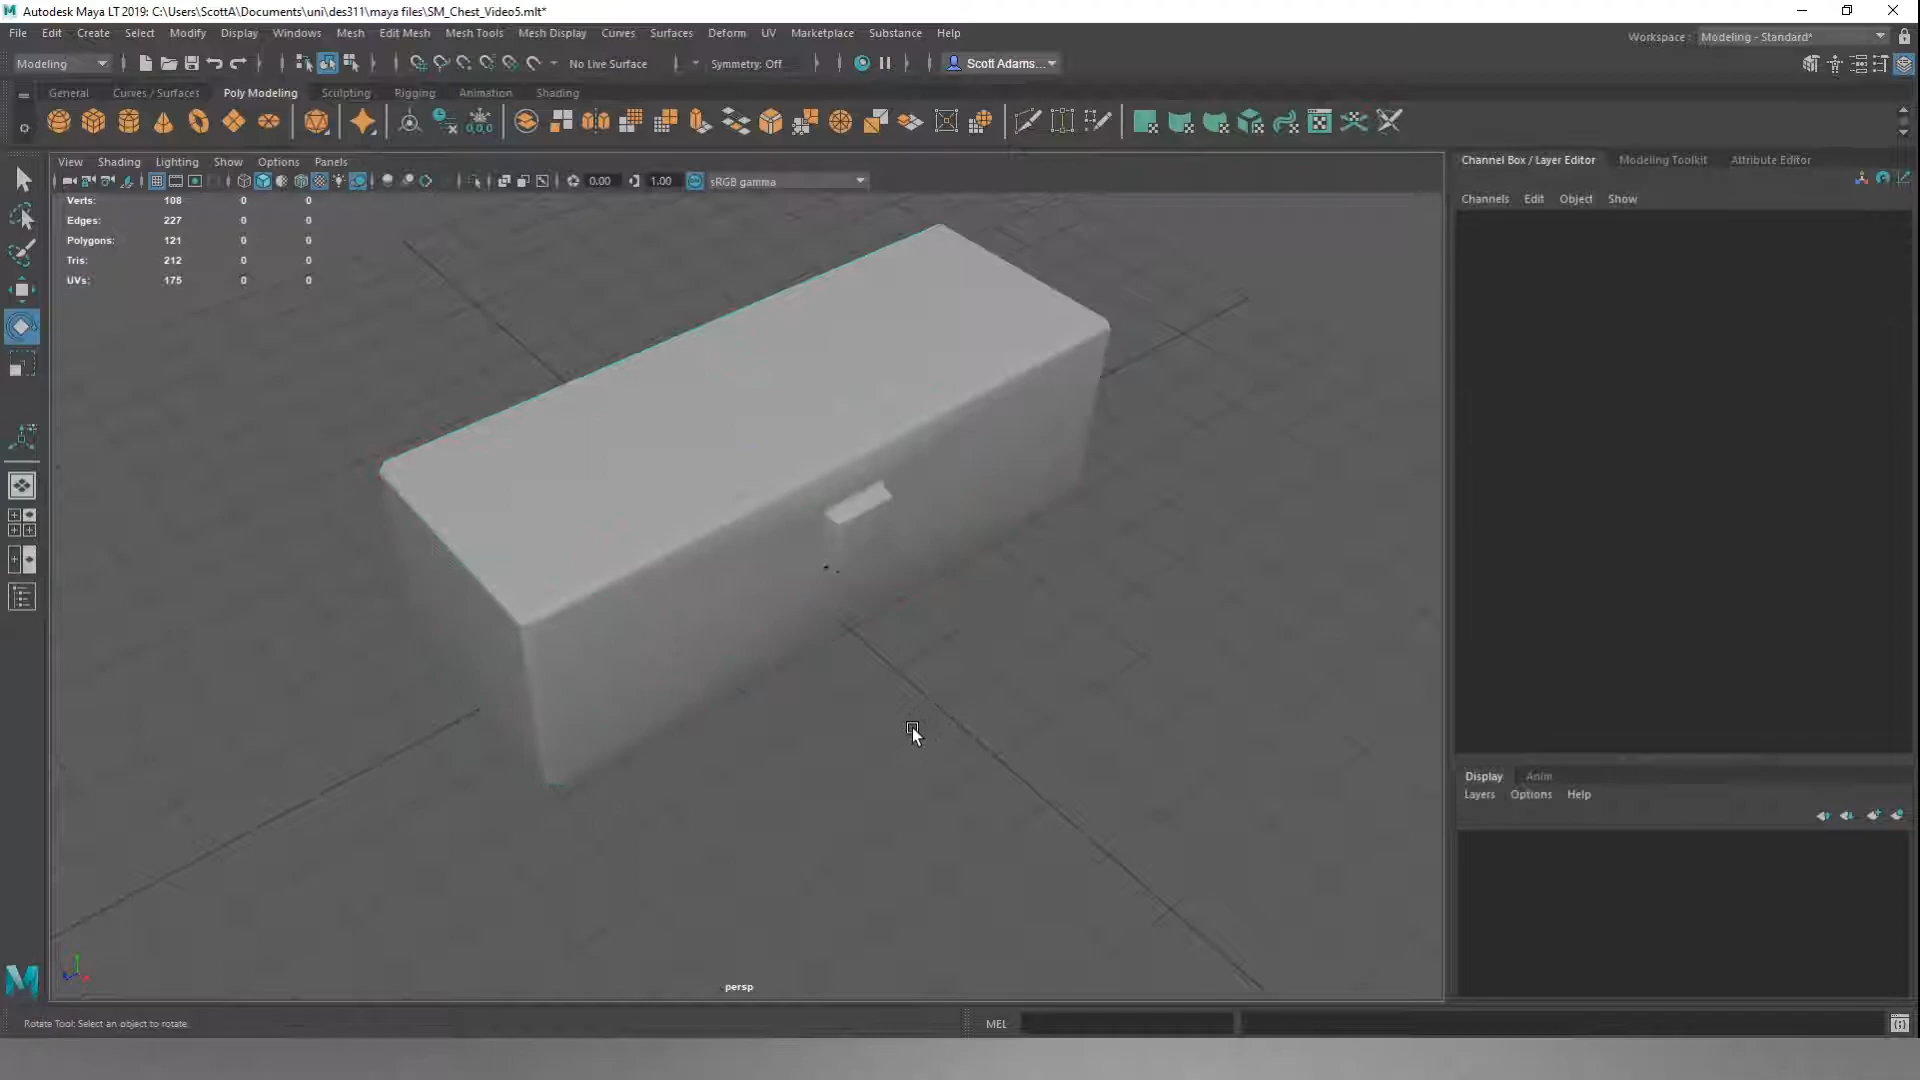 Autodesk Maya LT 2019: C:\Users\ScottA\Documents\uni\des311\maya files\SM_Chest_Video5.mlt*
File Edit Create Select Modify Display Windows Mesh Edit Mesh Mesh Tools Mesh Display Curves Surfaces Deform UV Marketplace Substance Help
Workspace : Modeling - Standard*
Modeling No Live Surface Symmetry: Off Scott Adams...
General Curves / Surfaces Poly Modeling Sculpting Rigging Animation Shading
0,0,0
View Shading Lighting Show Options Panels
0.00 1.00 sRGB gamma
Verts: 108 0 0
Edges: 227 0 0
Polygons: 121 0 0
Tris: 212 0 0
UVs: 175 0 0
persp
Channel Box / Layer Editor Modeling Toolkit Attribute Editor
Channels Edit Object Show
Display Anim
Layers Options Help
Rotate Tool: Select an object to rotate.
MEL